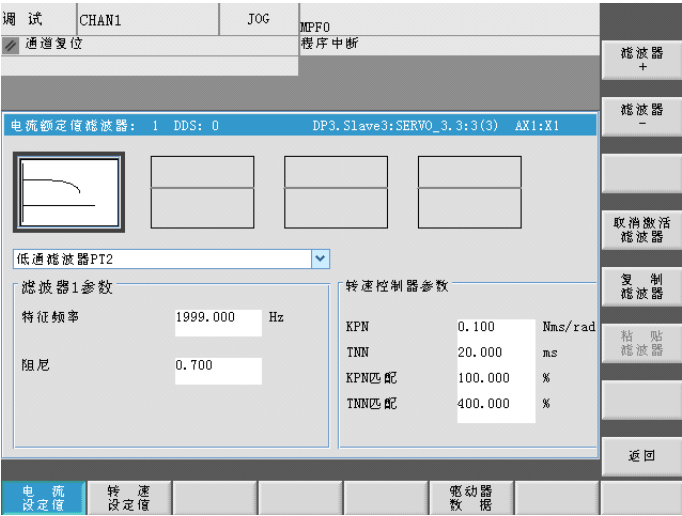 调 试 CHAN1 JOG MPF0
通道复位 程序中断
电流额定值滤波器: 1 DDS: 0 DP3.Slave3:SERVO_3.3:3(3) AX1:X1
低通滤波器PT2
滤波器1参数
特征频率 1999.000 Hz
阻尼 0.700
转速控制器参数
KPN 0.100 Nms/rad
TNN 20.000 ms
KPN匹配 100.000 %
TNN匹配 400.000 %
滤波器
+
滤波器
-
取消激活
滤波器
复 制
滤波器
粘 贴
滤波器
返回
电 流
设定值
转 速
设定值
驱动器
数 据